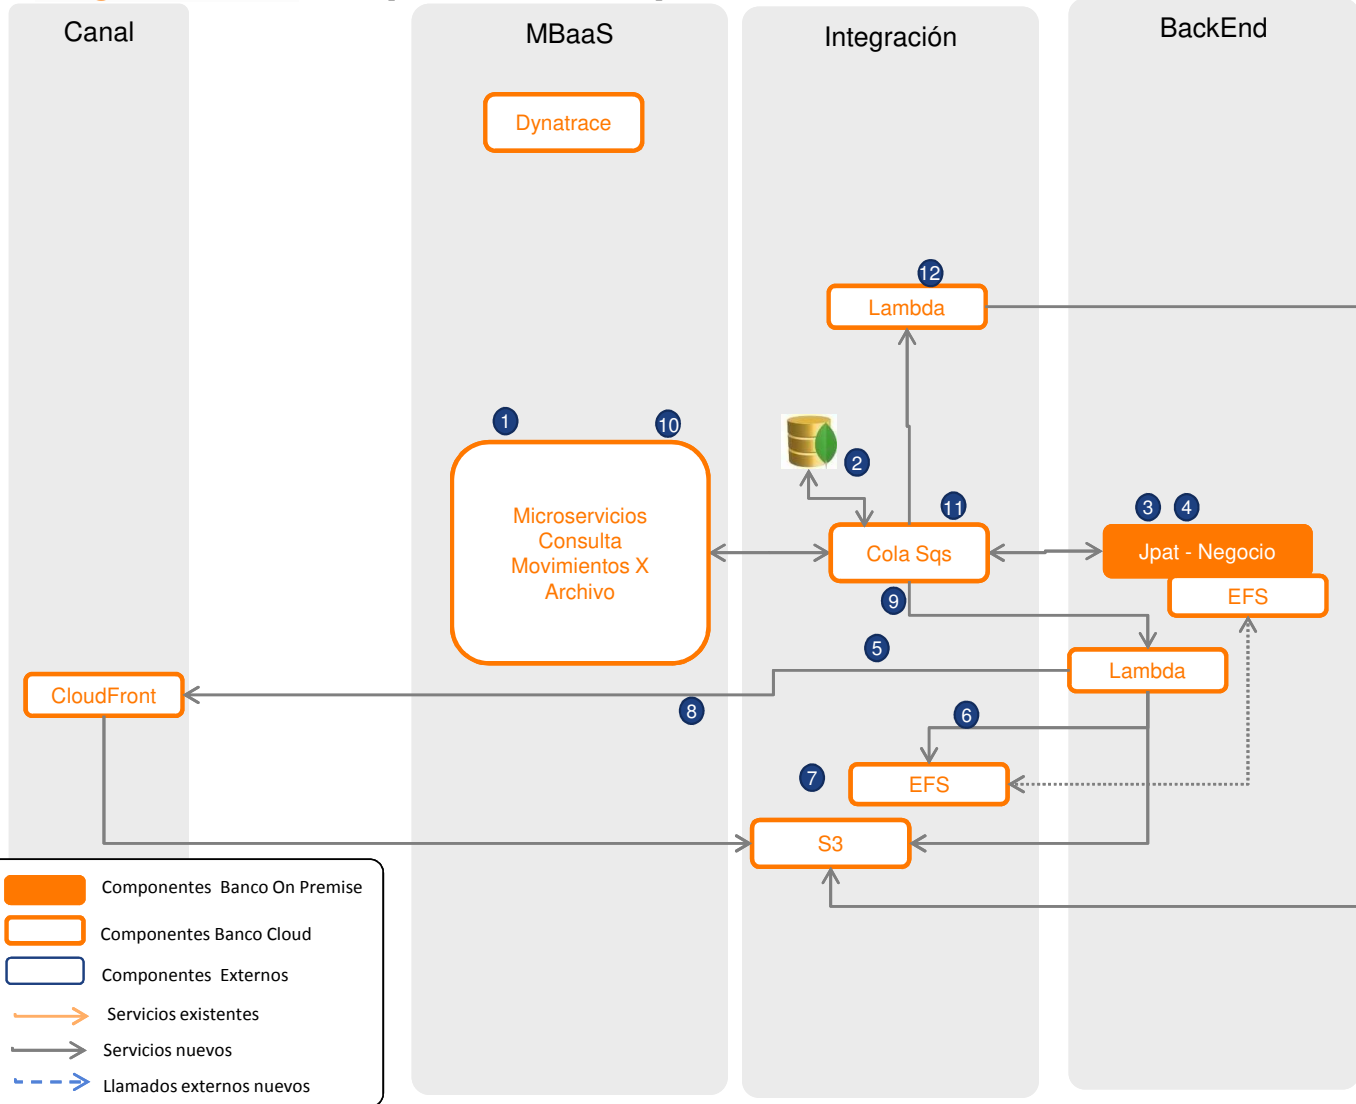 Canal
MBaaS
Integración
BackEnd
Dynatrace
12
Lambda
1
10
2
Microservicios
Consulta
Movimientos X
Archivo
11
Cola Sqs
3
4
Jpat - Negocio
EFS
9
5
Lambda
CloudFront
8
6
7
EFS
S3
Componentes Banco On Premise
Componentes Banco Cloud
Componentes Externos
Servicios existentes
Servicios nuevos
Llamados externos nuevos